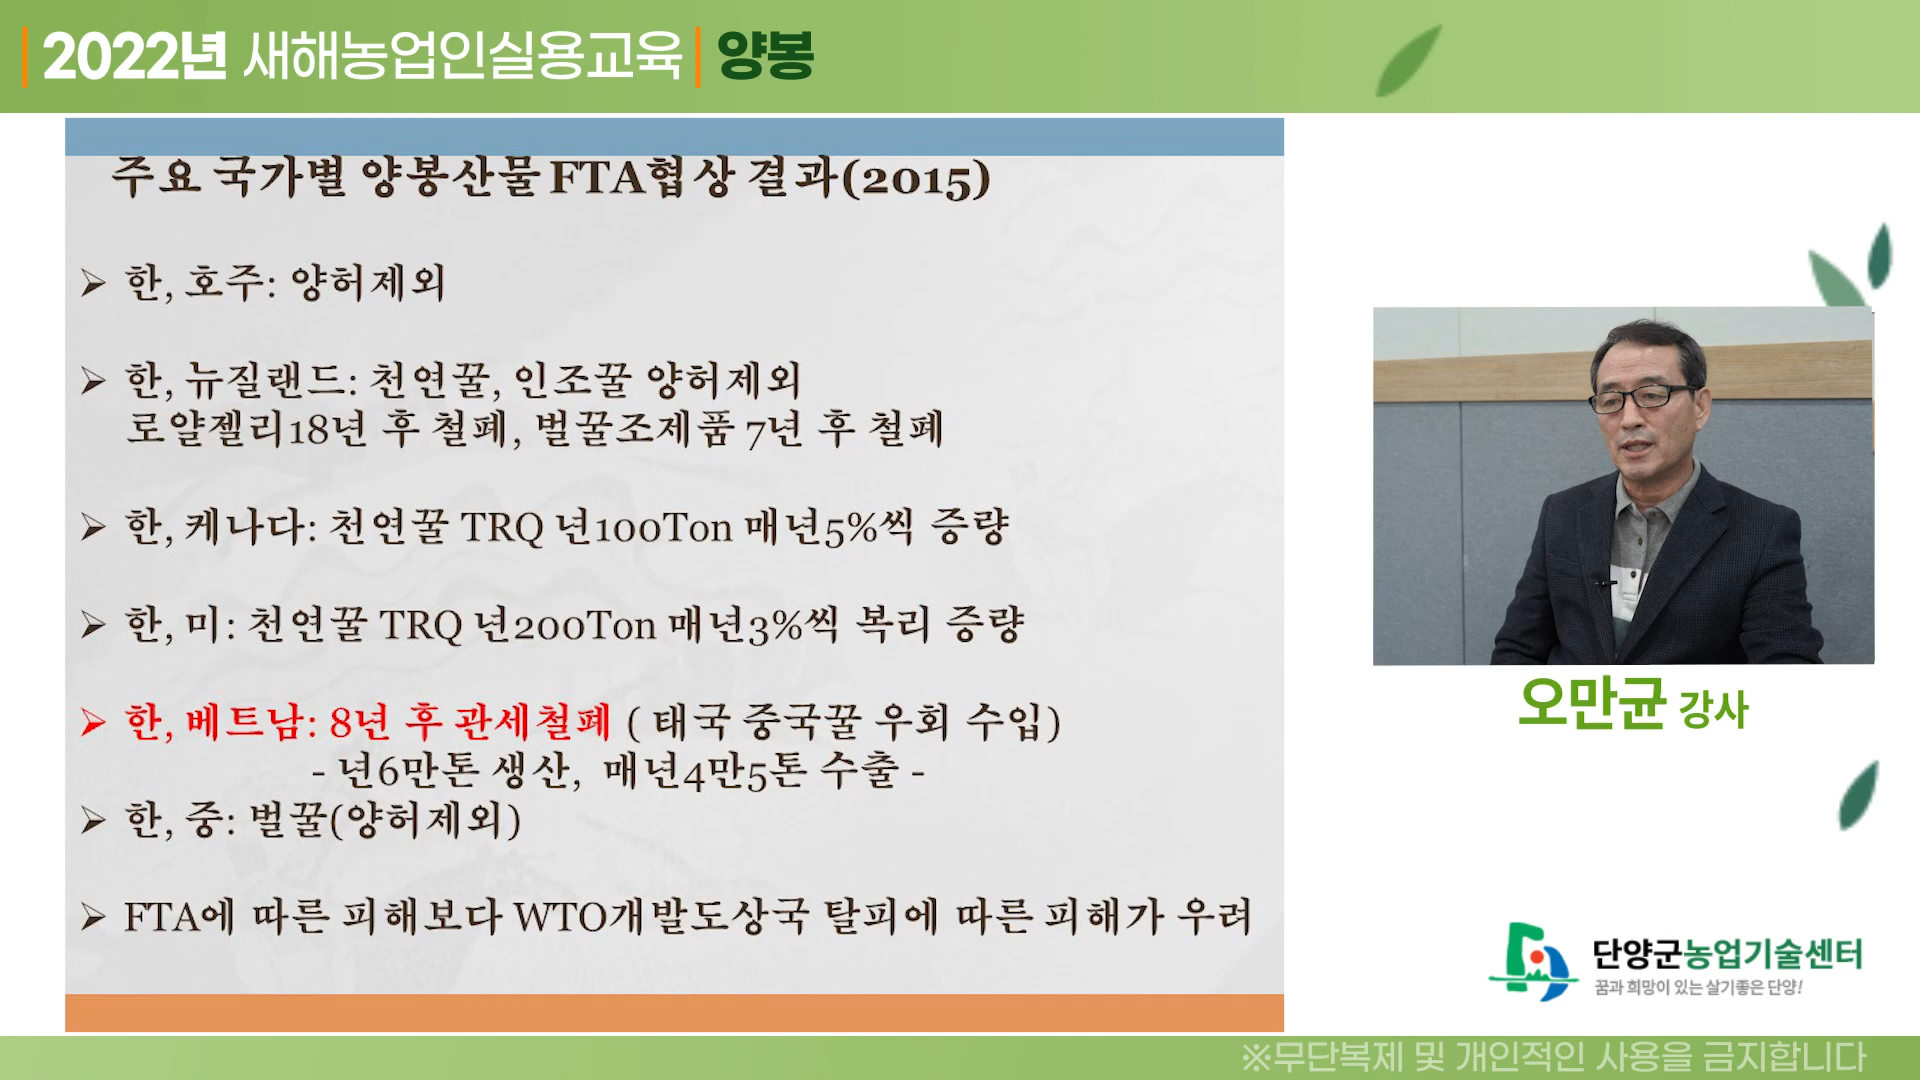 2022년 새해농업인실용교육 양봉
주요 국가별 양봉산물 FTA협상 결과(2015)
➢ 한, 호주: 양허제외
➢ 한, 뉴질랜드: 천연꿀, 인조꿀 양허제외
로얄젤리18년 후 철폐, 벌꿀조제품 7년 후 철폐
➢ 한, 케나다: 천연꿀 TRQ 년100Ton 매년5%씩 증량
➢ 한, 미: 천연꿀 TRQ 년200Ton 매년3%씩 복리 증량
➢ 한, 베트남: 8년 후 관세철폐 ( 태국 중국꿀 우회 수입)
- 년6만톤 생산, 매년4만5톤 수출 -
➢ 한, 중: 벌꿀(양허제외)
➢ FTA에 따른 피해보다 WTO개발도상국 탈피에 따른 피해가 우려
오만균 강사
단양군농업기술센터
꿈과 희망이 있는 살기좋은 단양!
※무단복제 및 개인적인 사용을 금지합니다